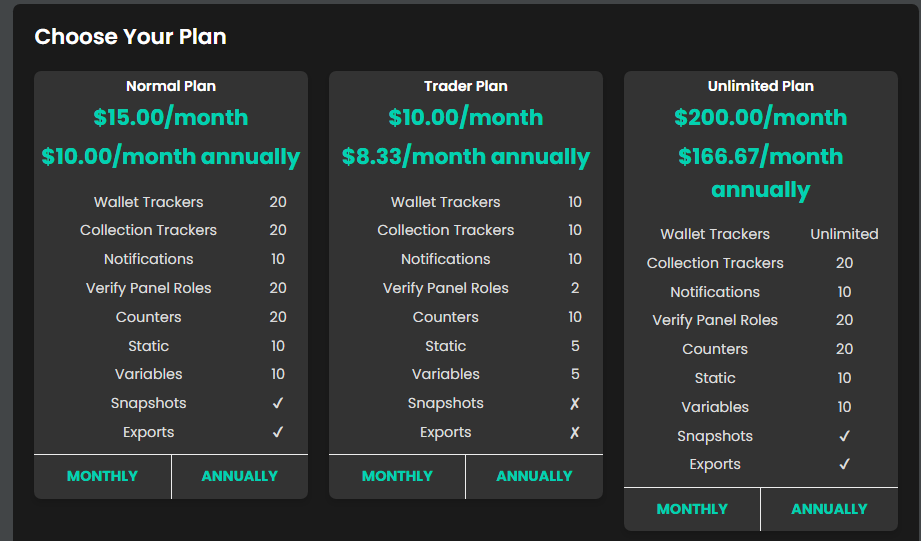 Choose Your Plan
Normal Plan
$15.00/month
$10.00/month annually
Wallet Trackers 20
Collection Trackers 20
Notifications 10
Verify Panel Roles 20
Counters 20
Static 10
Variables 10
Snapshots ✓
Exports ✓
MONTHLY ANNUALLY
Trader Plan
$10.00/month
$8.33/month annually
Wallet Trackers 10
Collection Trackers 10
Notifications 10
Verify Panel Roles 2
Counters 10
Static 5
Variables 5
Snapshots ✗
Exports ✗
MONTHLY ANNUALLY
Unlimited Plan
$200.00/month
$166.67/month
annually
Wallet Trackers Unlimited
Collection Trackers 20
Notifications 10
Verify Panel Roles 20
Counters 20
Static 10
Variables 10
Snapshots ✓
Exports ✓
MONTHLY ANNUALLY